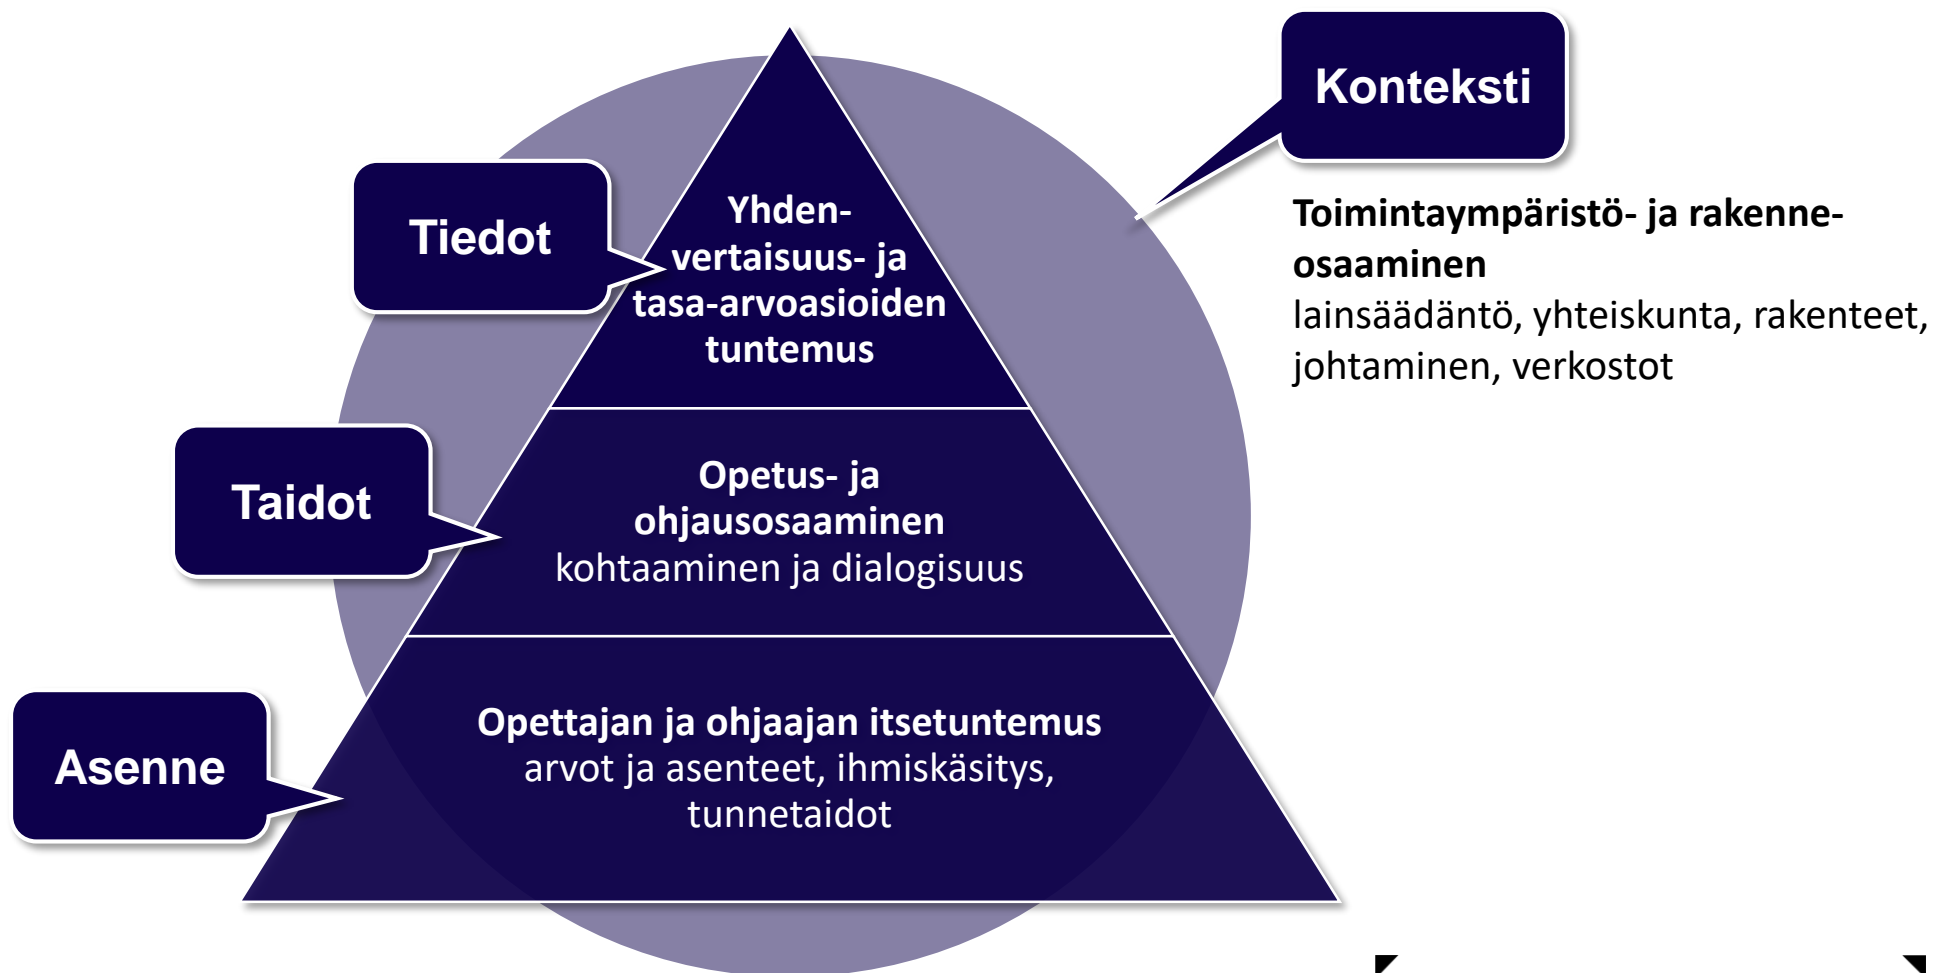 Konteksti
Toimintaympäristö- ja rakenne-
osaaminen
lainsäädäntö, yhteiskunta, rakenteet,
johtaminen, verkostot
Tiedot
Yhden-
vertaisuus- ja
tasa-arvoasioiden
tuntemus
Taidot
Opetus- ja
ohjausosaaminen
kohtaaminen ja dialogisuus
Asenne
Opettajan ja ohjaajan itsetuntemus
arvot ja asenteet, ihmiskäsitys,
tunnetaidot